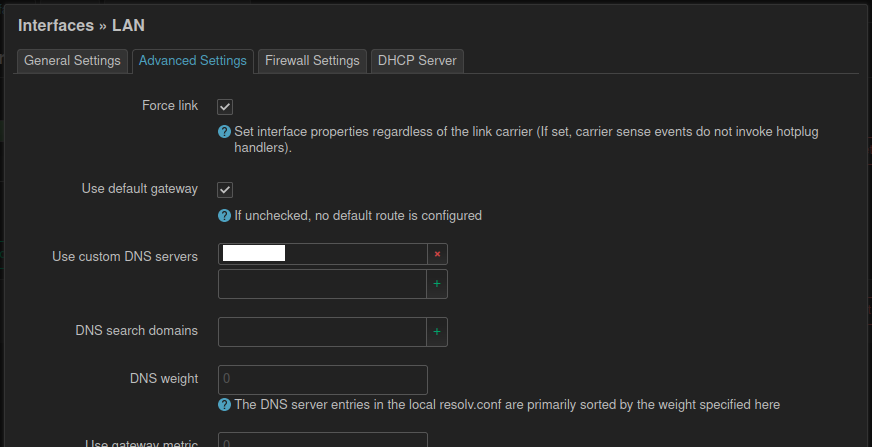 Interfaces » LAN
General Settings
Advanced Settings
Firewall Settings
DHCP Server
Force link
Set interface properties regardless of the link carrier (If set, carrier sense events do not invoke hotplug
handlers).
Use default gateway
If unchecked, no default route is configured
Use custom DNS servers
DNS search domains
DNS weight
0
The DNS server entries in the local resolv.conf are primarily sorted by the weight specified here
Use gateway metric
0